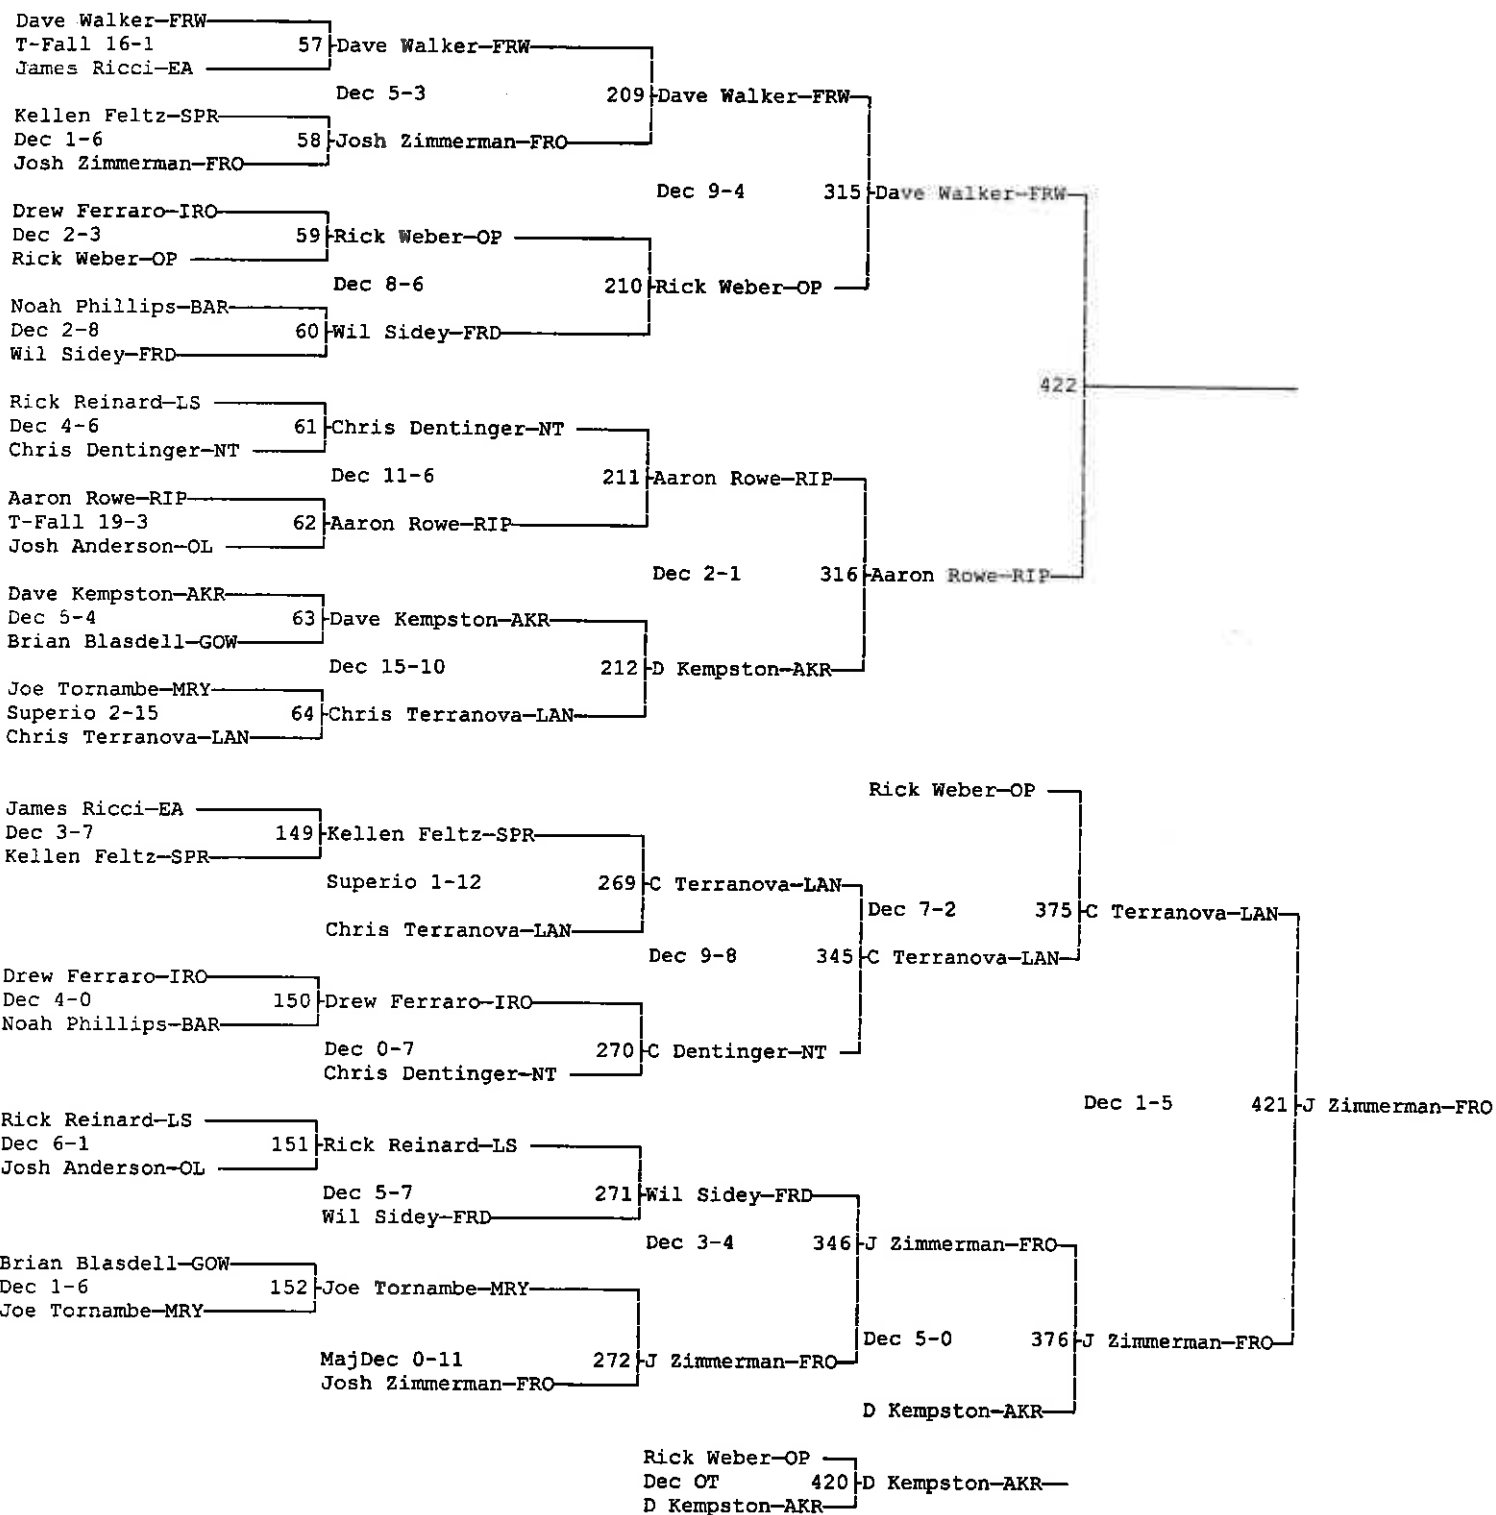 Dave Walker-FRW
T-Fall 16-1 57 Dave Walker-FRW
James Ricci-EA
Dec 5-3 209 Dave Walker-FRW
Kellen Feltz-SPR
Dec 1-6 58 Josh Zimmerman-FRO
Josh Zimmerman-FRO
Dec 9-4 315 Dave Walker-FRW
Drew Ferraro-IRO
Dec 2-3 59 Rick Weber-OP
Rick Weber-OP
Dec 8-6 210 Rick Weber-OP
Noah Phillips-BAR
Dec 2-8 60 Wil Sidey-FRD
Wil Sidey-FRD
422
Rick Reinard-LS
Dec 4-6 61 Chris Dentinger-NT
Chris Dentinger-NT
Dec 11-6 211 Aaron Rowe-RIP
Aaron Rowe-RIP
T-Fall 19-3 62 Aaron Rowe-RIP
Josh Anderson-OL
Dec 2-1 316 Aaron Rowe-RIP
Dave Kempston-AKR
Dec 5-4 63 Dave Kempston-AKR
Brian Blasdell-GOW
Dec 15-10 212 D Kempston-AKR
Joe Tornambe-MRY
Superio 2-15 64 Chris Terranova-LAN
Chris Terranova-LAN
Rick Weber-OP
James Ricci-EA
Dec 3-7 149 Kellen Feltz-SPR
Kellen Feltz-SPR
Superio 1-12 269 C Terranova-LAN
Dec 7-2 375 C Terranova-LAN
Chris Terranova-LAN
Dec 9-8 345 C Terranova-LAN
Drew Ferraro-IRO
Dec 4-0 150 Drew Ferraro-IRO
Noah Phillips-BAR
Dec 0-7 270 C Dentinger-NT
Chris Dentinger-NT
Dec 1-5 421 J Zimmerman-FRO
Rick Reinard-LS
Dec 6-1 151 Rick Reinard-LS
Josh Anderson-OL
Dec 5-7 271 Wil Sidey-FRD
Wil Sidey-FRD
Dec 3-4 346 J Zimmerman-FRO
Brian Blasdell-GOW
Dec 1-6 152 Joe Tornambe-MRY
Joe Tornambe-MRY
Dec 5-0 376 J Zimmerman-FRO
MajDec 0-11 272 J Zimmerman-FRO
Josh Zimmerman-FRO
D Kempston-AKR
Rick Weber-OP
Dec OT 420 D Kempston-AKR
D Kempston-AKR